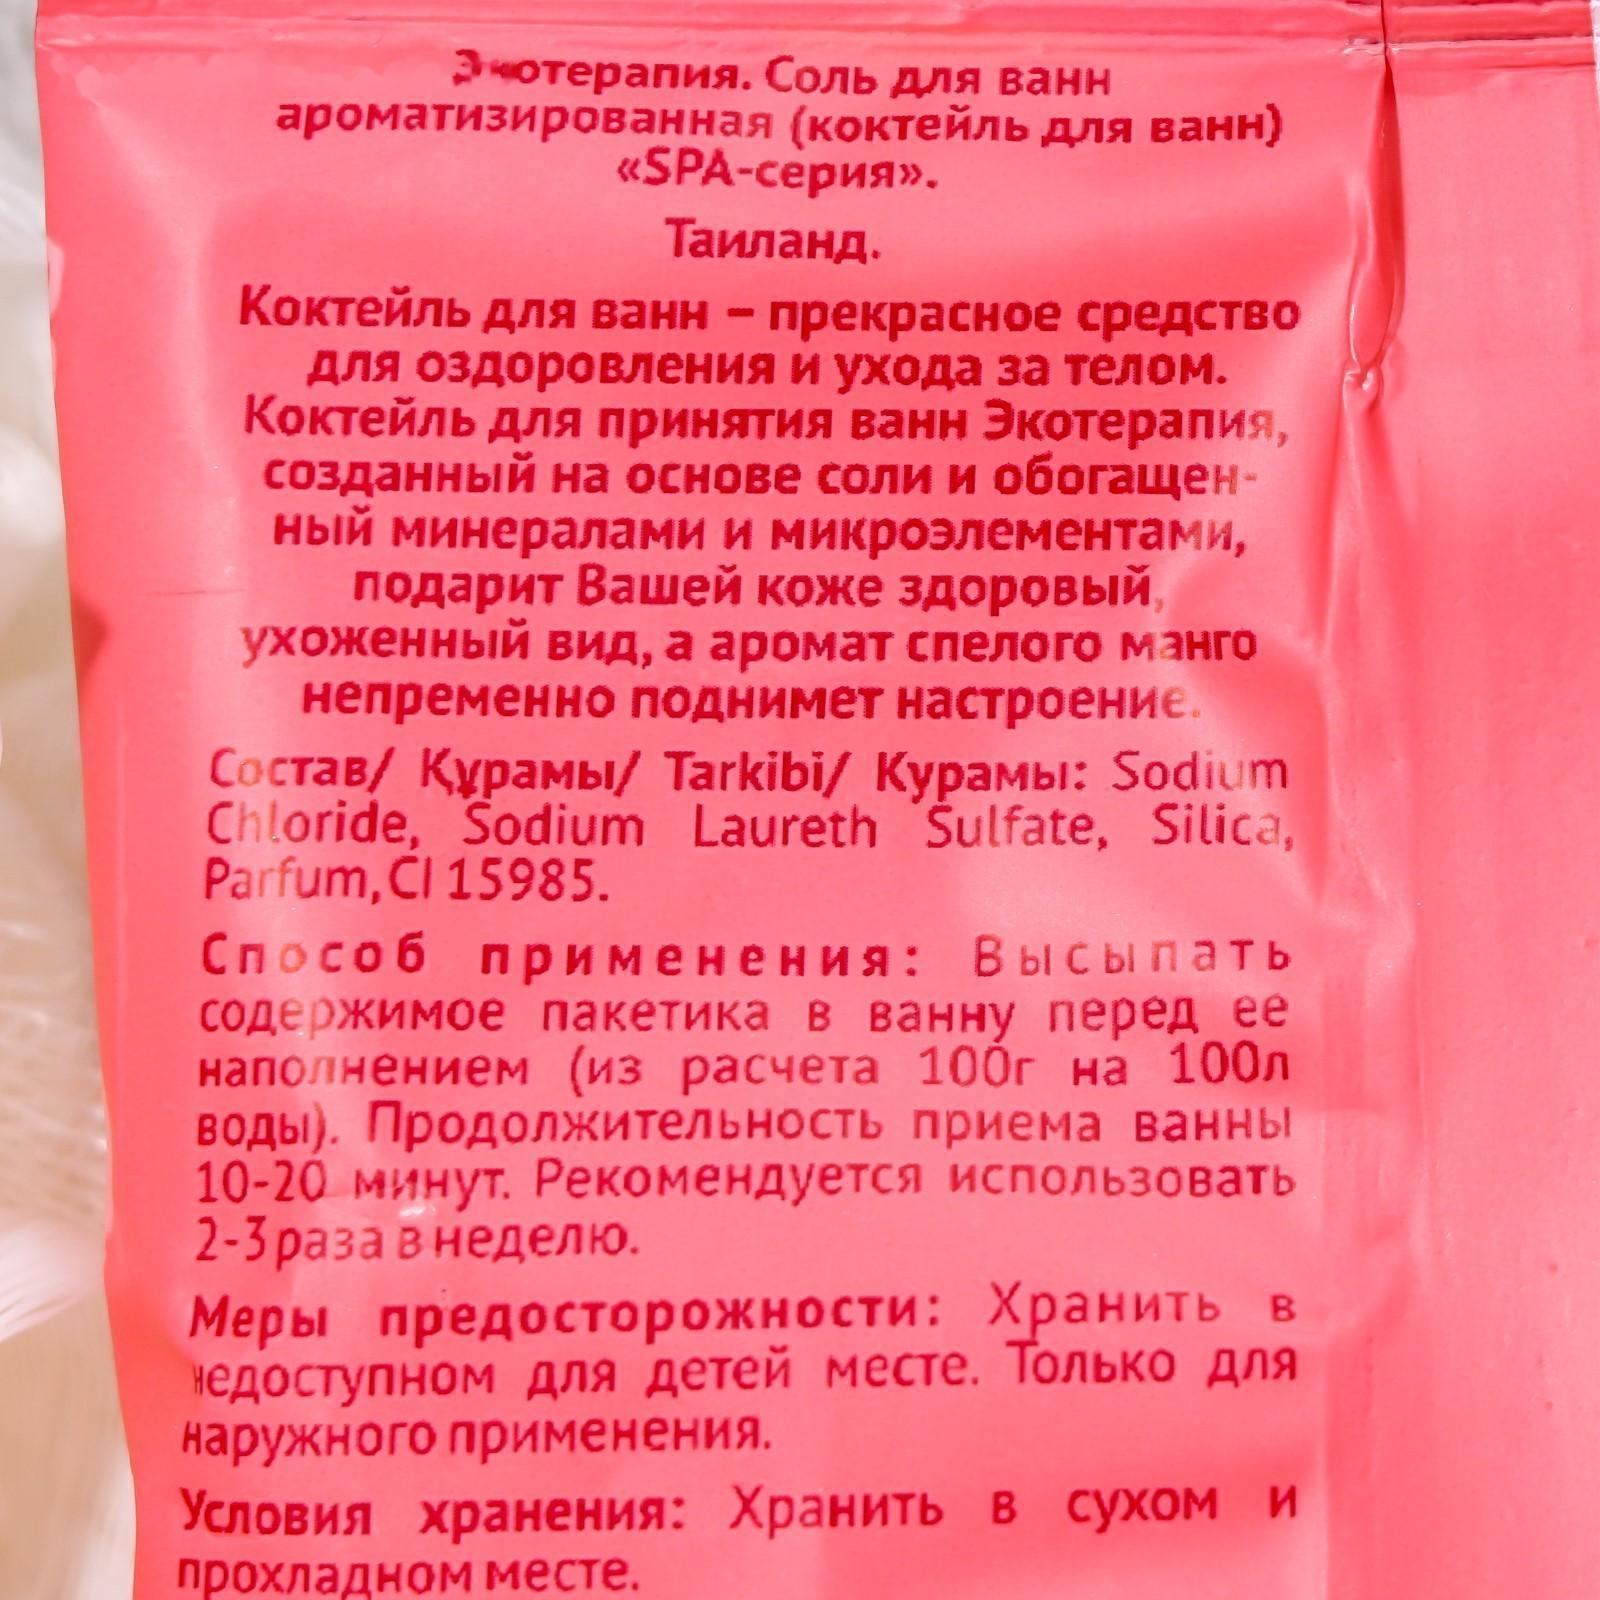 Экотерапия. Соль для ванн
ароматизированная (коктейль для ванн)
«SPA-серия».
Таиланд.
Коктейль для ванн – прекрасное средство
для оздоровления и ухода за телом.
Коктейль для принятия ванн Экотерапия,
созданный на основе соли и обогащен-
ный минералами и микроэлементами,
подарит Вашей коже здоровый,
ухоженный вид, а аромат спелого манго
непременно поднимет настроение.
Состав/ Құрамы/ Tarkibi/ Курамы: Sodium
Chloride, Sodium Laureth Sulfate, Silica,
Parfum, CI 15985.
Способ применения: Высыпать
содержимое пакетика в ванну перед ее
наполнением (из расчета 100г на 100л
воды). Продолжительность приема ванны
10-20 минут. Рекомендуется использовать
2-3 раза в неделю.
Меры предосторожности: Хранить в
недоступном для детей месте. Только для
наружного применения.
Условия хранения: Хранить в сухом и
прохладном месте.